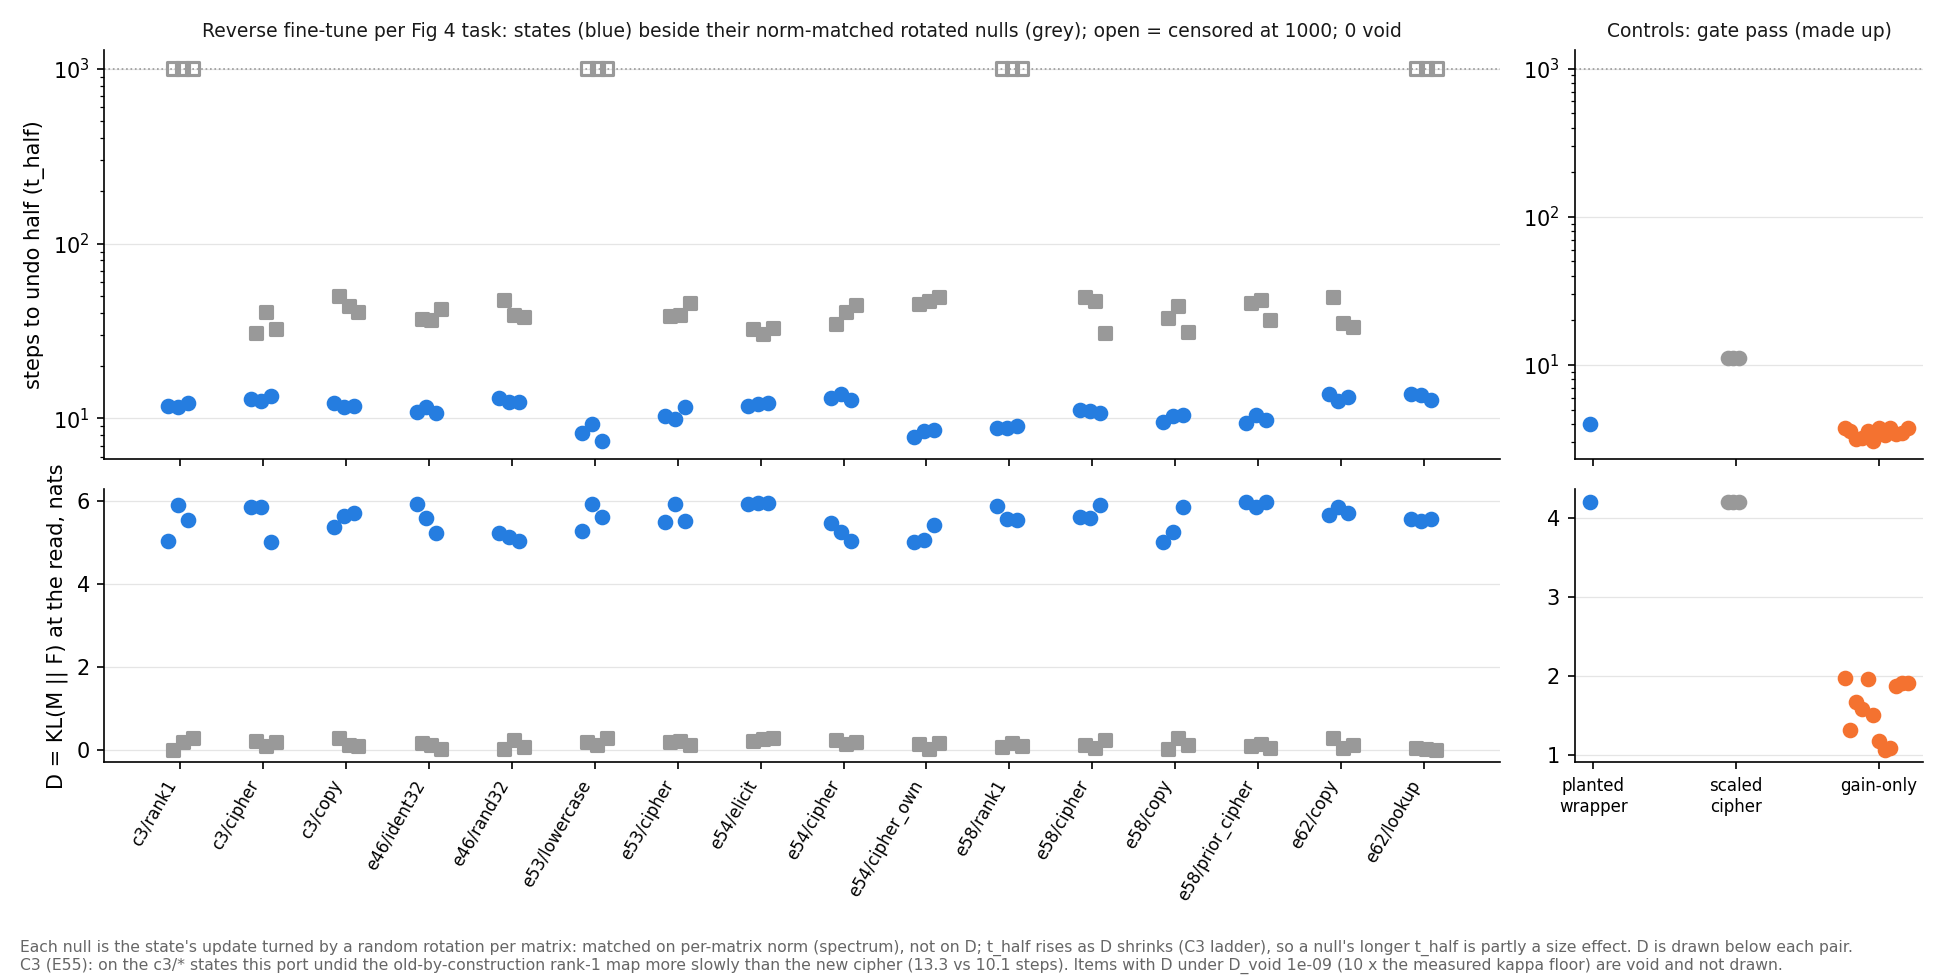 Reverse fine-tune per Fig 4 task: states (blue) beside their norm-matched rotated nulls (grey); open = censored at 1000; 0 void
Controls: gate pass (made up)
steps to undo half (t_half)
10³
10²
10¹
10³
10²
10¹
D = KL(M || F) at the read, nats
6
4
2
0
4
3
2
1
c3/rank1
c3/cipher
c3/copy
e46/ident32
e46/rand32
e53/lowercase
e53/cipher
e54/elicit
e54/cipher
e54/cipher_own
e58/rank1
e58/cipher
e58/copy
e58/prior_cipher
e62/copy
e62/lookup
planted
wrapper
scaled
cipher
gain-only
Each null is the state's update turned by a random rotation per matrix: matched on per-matrix norm (spectrum), not on D; t_half rises as D shrinks (C3 ladder), so a null's longer t_half is partly a size effect. D is drawn below each pair.
C3 (E55): on the c3/* states this port undid the old-by-construction rank-1 map more slowly than the new cipher (13.3 vs 10.1 steps). Items with D under D_void 1e-09 (10 x the measured kappa floor) are void and not drawn.